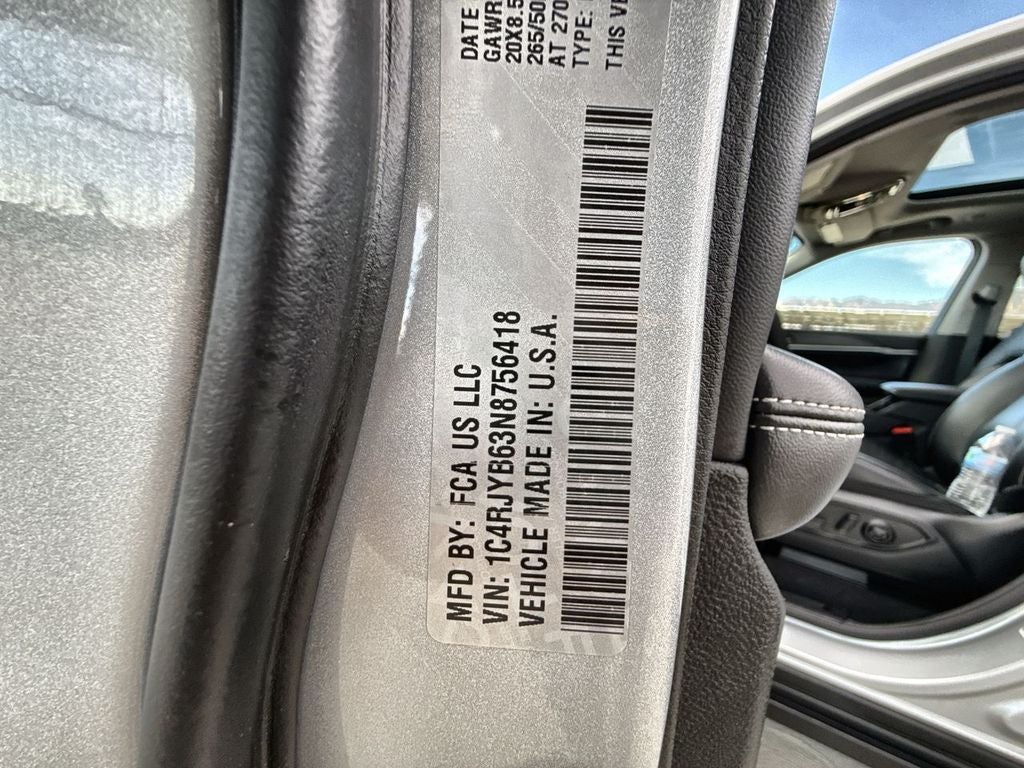 MFD BY: FCA US LLC
VIN: 1C4RJYB63N8756418
VEHICLE MADE IN: U.S.A.
DATE
GAWR
20X8.5
265/50
AT 270
TYPE:
THIS VE